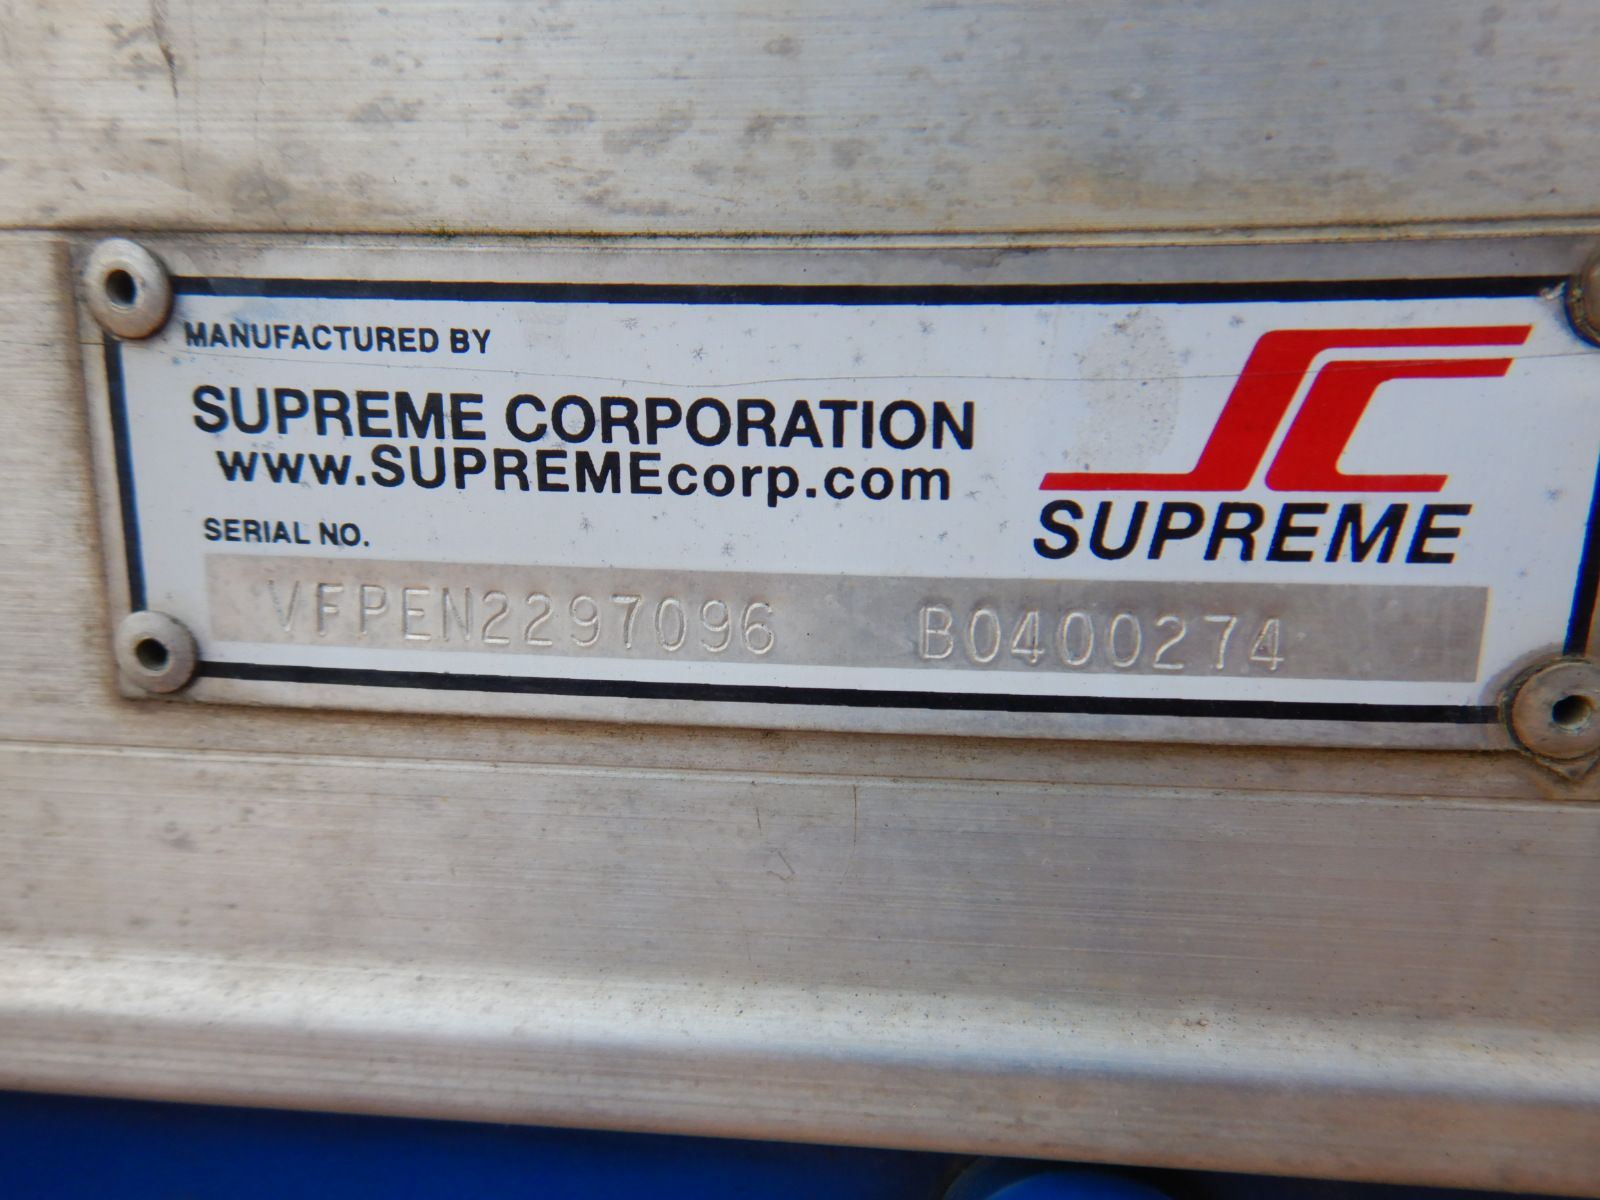 MANUFACTURED BY
SUPREME CORPORATION
www.SUPREMEcorp.com
SERIAL NO.
SC
SUPREME
VFPEN2297096 B0400274